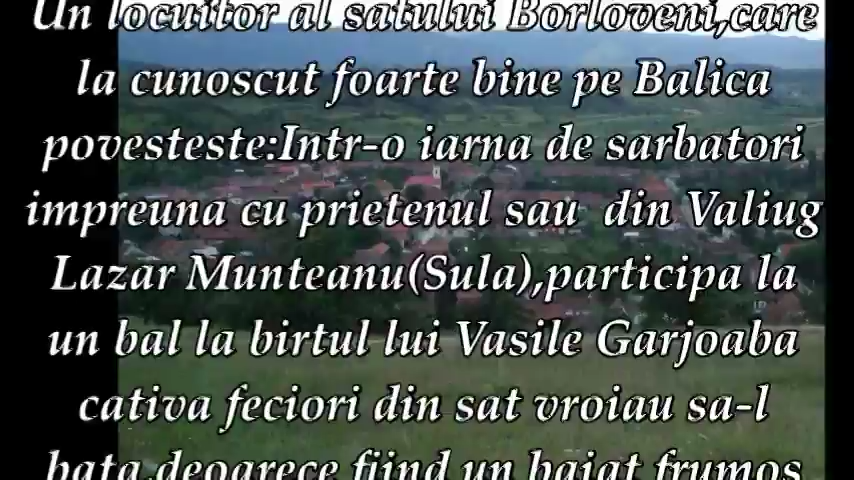 Un locuitor al satului Borloveni,care
la cunoscut foarte bine pe Balica
povesteste:Intr-o iarna de sarbatori
impreuna cu prietenul sau din Valiug
Lazar Munteanu(Sula),participa la
un bal la birtul lui Vasile Garjoaba
cativa feciori din sat vroiau sa-l
bata,deoarece fiind un baiat frumos